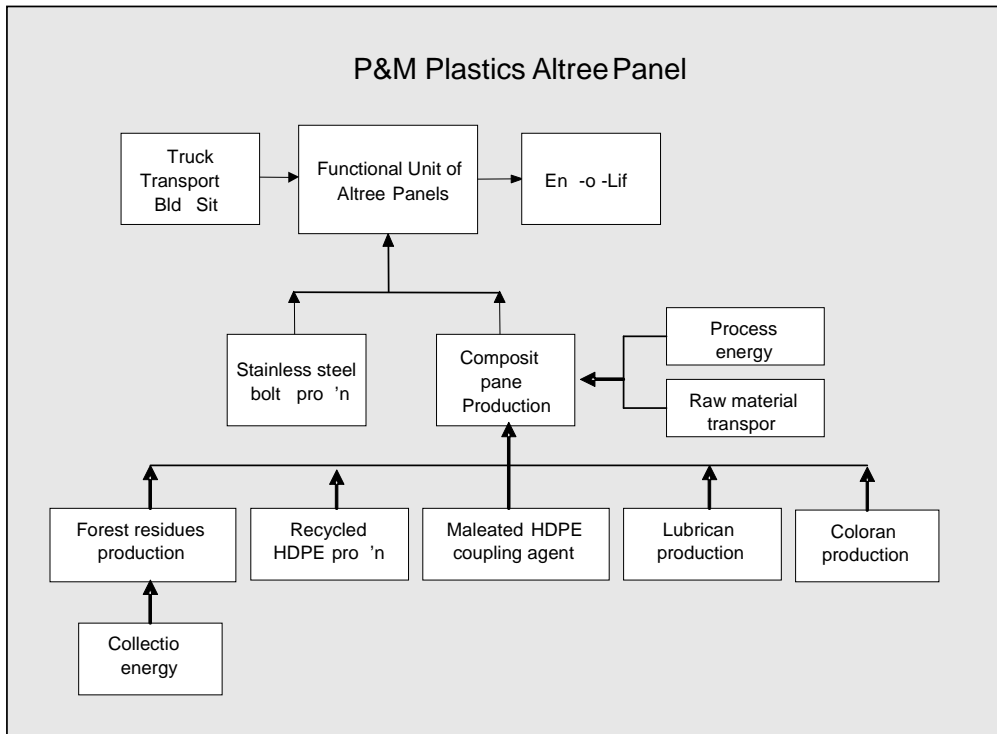 P&M Plastics Altree Panel
Truck
Transport
Bld Sit
Functional Unit of
Altree Panels
En -o -Lif
Stainless steel
bolt pro 'n
Composit
pane
Production
Process
energy
Raw material
transpor
Forest residues
production
Recycled
HDPE pro 'n
Maleated HDPE
coupling agent
Lubrican
production
Coloran
production
Collectio
energy